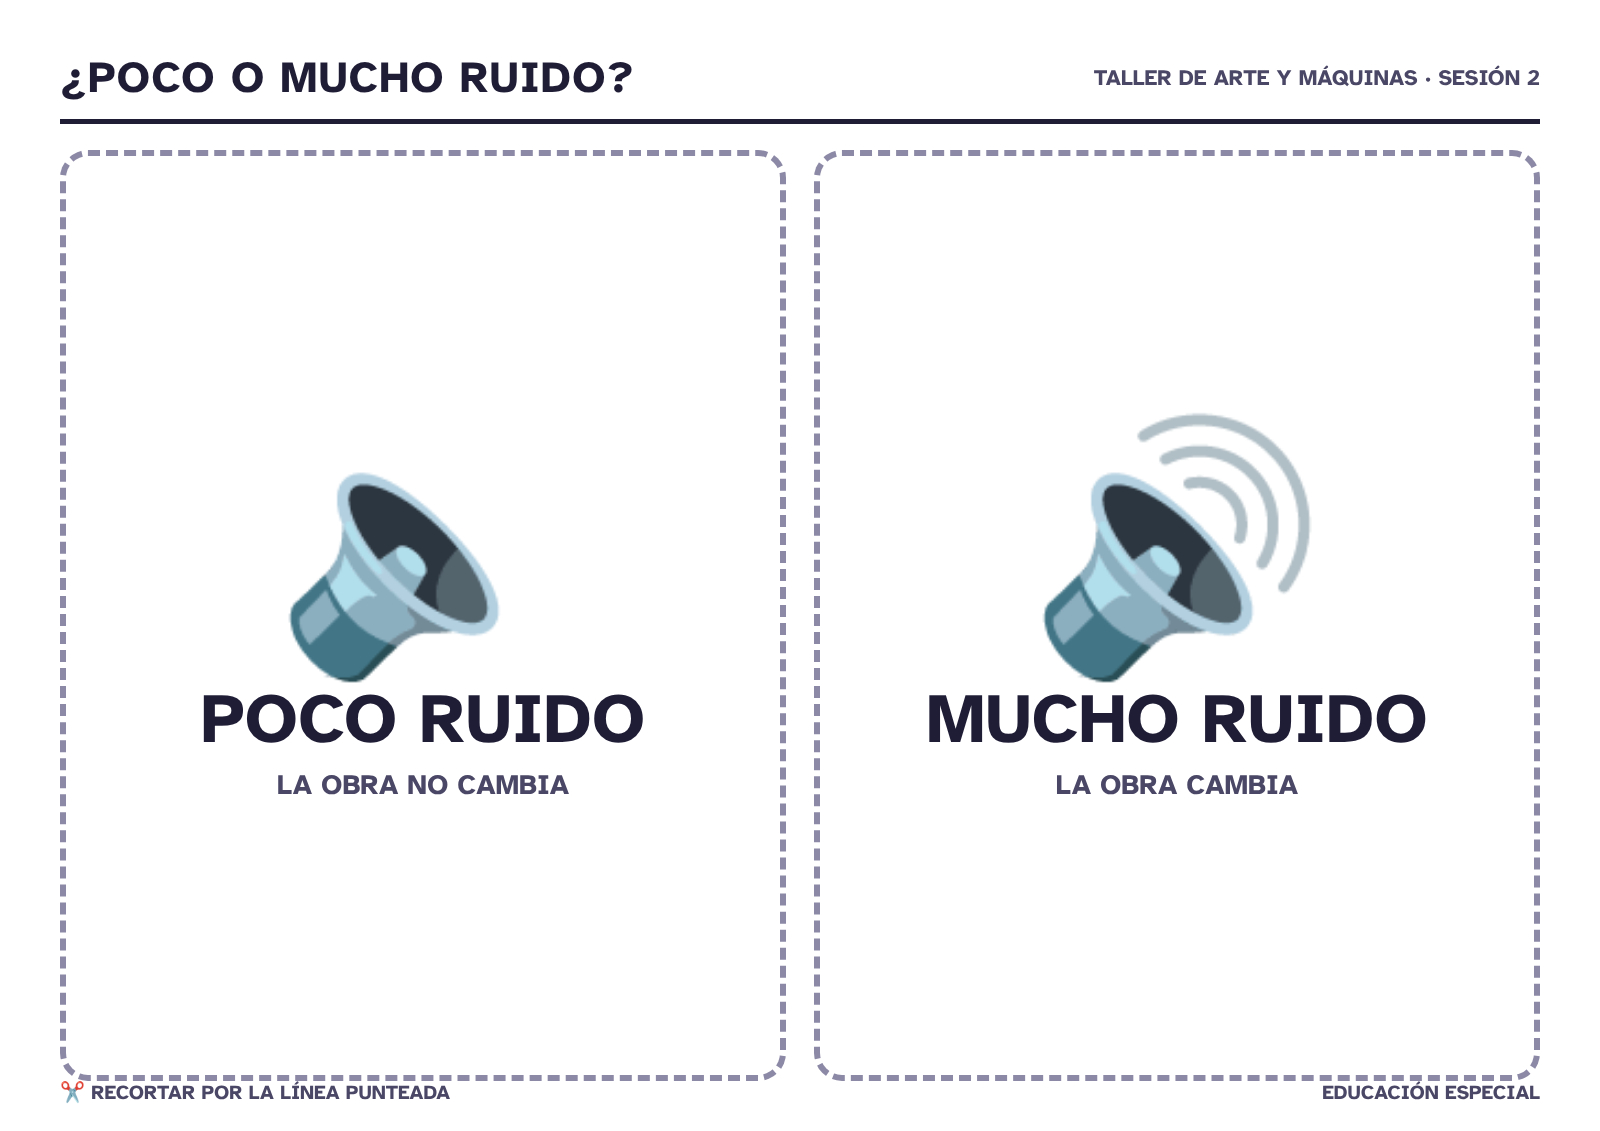 ¿POCO O MUCHO RUIDO?
TALLER DE ARTE Y MÁQUINAS · SESIÓN 2
POCO RUIDO
LA OBRA NO CAMBIA
MUCHO RUIDO
LA OBRA CAMBIA
RECORTAR POR LA LÍNEA PUNTEADA
EDUCACIÓN ESPECIAL